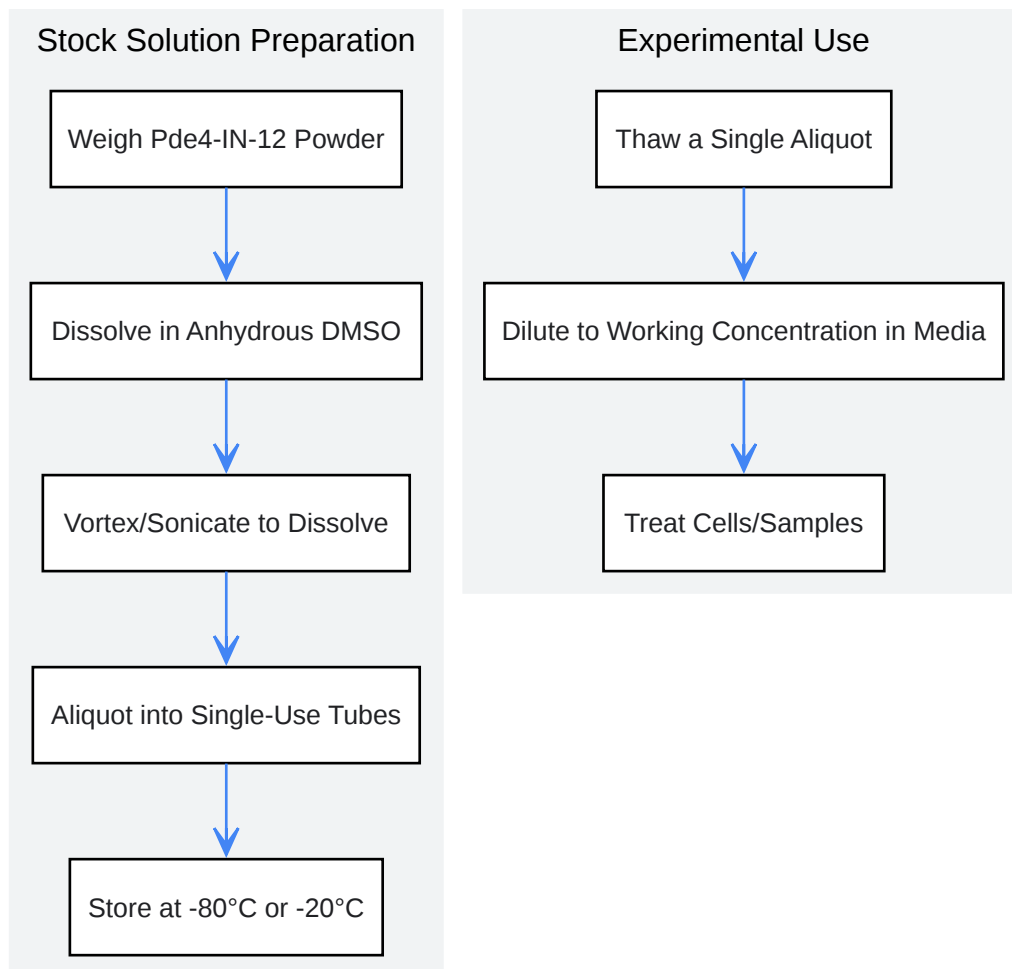 Stock Solution Preparation
Weigh Pde4-IN-12 Powder
Dissolve in Anhydrous DMSO
Vortex/Sonicate to Dissolve
Aliquot into Single-Use Tubes
Store at -80°C or -20°C
Experimental Use
Thaw a Single Aliquot
Dilute to Working Concentration in Media
Treat Cells/Samples